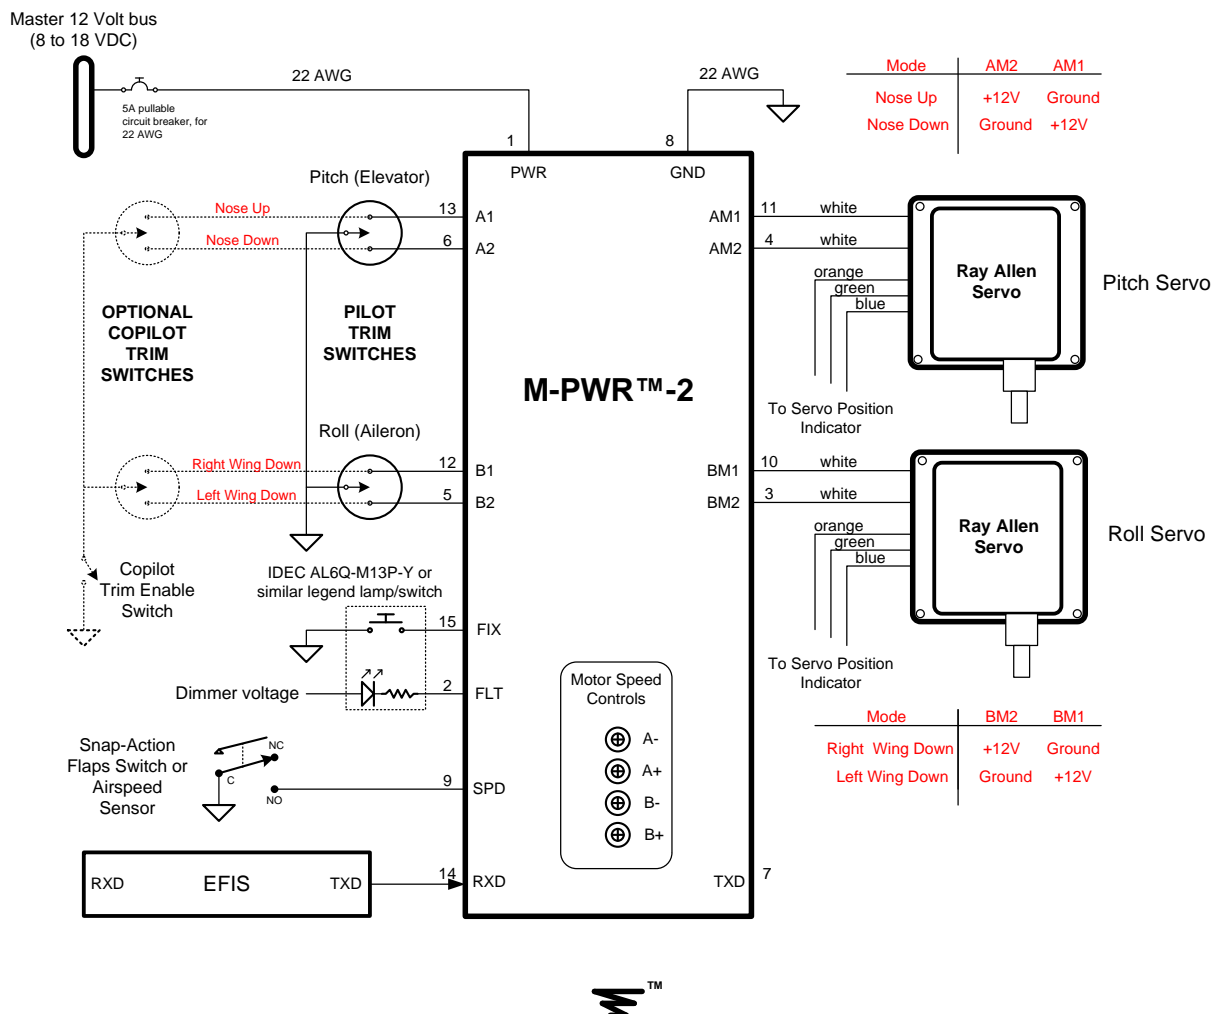 Master 12 Volt bus
(8 to 18 VDC)
22 AWG
5A pullable
circuit breaker, for
22 AWG
22 AWG
Mode AM2 AM1
Nose Up +12V Ground
Nose Down Ground +12V
1
8
PWR
GND
Pitch (Elevator)
Nose Up
13
A1
Nose Down
6
A2
AM1
11
white
AM2
4
white
orange
green
blue
Ray Allen
Servo
Pitch Servo
OPTIONAL
COPILOT
TRIM
SWITCHES
PILOT
TRIM
SWITCHES
M-PWR™-2
To Servo Position
Indicator
Roll (Aileron)
Right Wing Down
12
B1
Left Wing Down
5
B2
BM1
10
white
BM2
3
white
orange
green
blue
Ray Allen
Servo
Roll Servo
Copilot
Trim Enable
Switch
IDEC AL6Q-M13P-Y or
similar legend lamp/switch
15
FIX
Dimmer voltage
2
FLT
To Servo Position
Indicator
Motor Speed
Controls
A-
A+
B-
B+
Mode BM2 BM1
Right Wing Down +12V Ground
Left Wing Down Ground +12V
Snap-Action
Flaps Switch or
Airspeed
Sensor
NC
C
NO
9
SPD
RXD EFIS TXD
14
RXD
TXD
7
TM